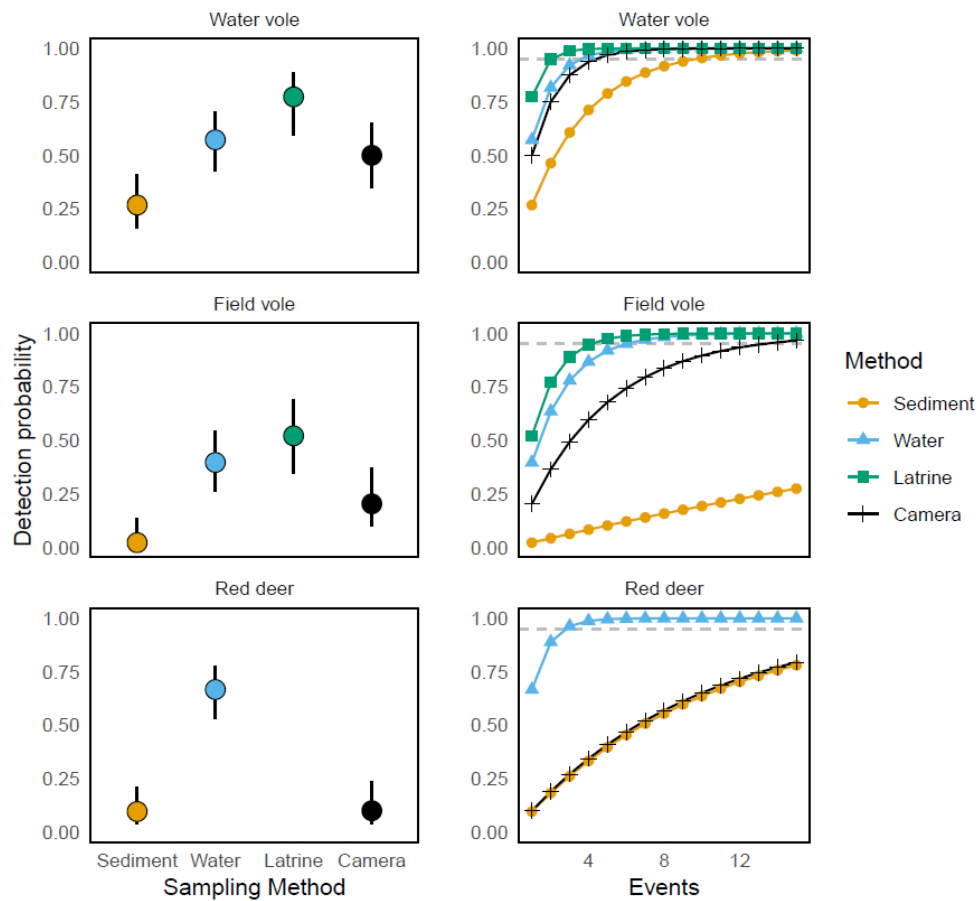 Water vole
Water vole
1.00
0.75
0.50
0.25
0.00
1.00
0.75
0.50
0.25
0.00
Field vole
Field vole
1.00
0.75
0.50
0.25
0.00
1.00
0.75
0.50
0.25
0.00
Detection probability
Red deer
Red deer
1.00
0.75
0.50
0.25
0.00
1.00
0.75
0.50
0.25
0.00
Sediment Water Latrine Camera
Sampling Method
4 8 12
Events
Method
Sediment
Water
Latrine
Camera